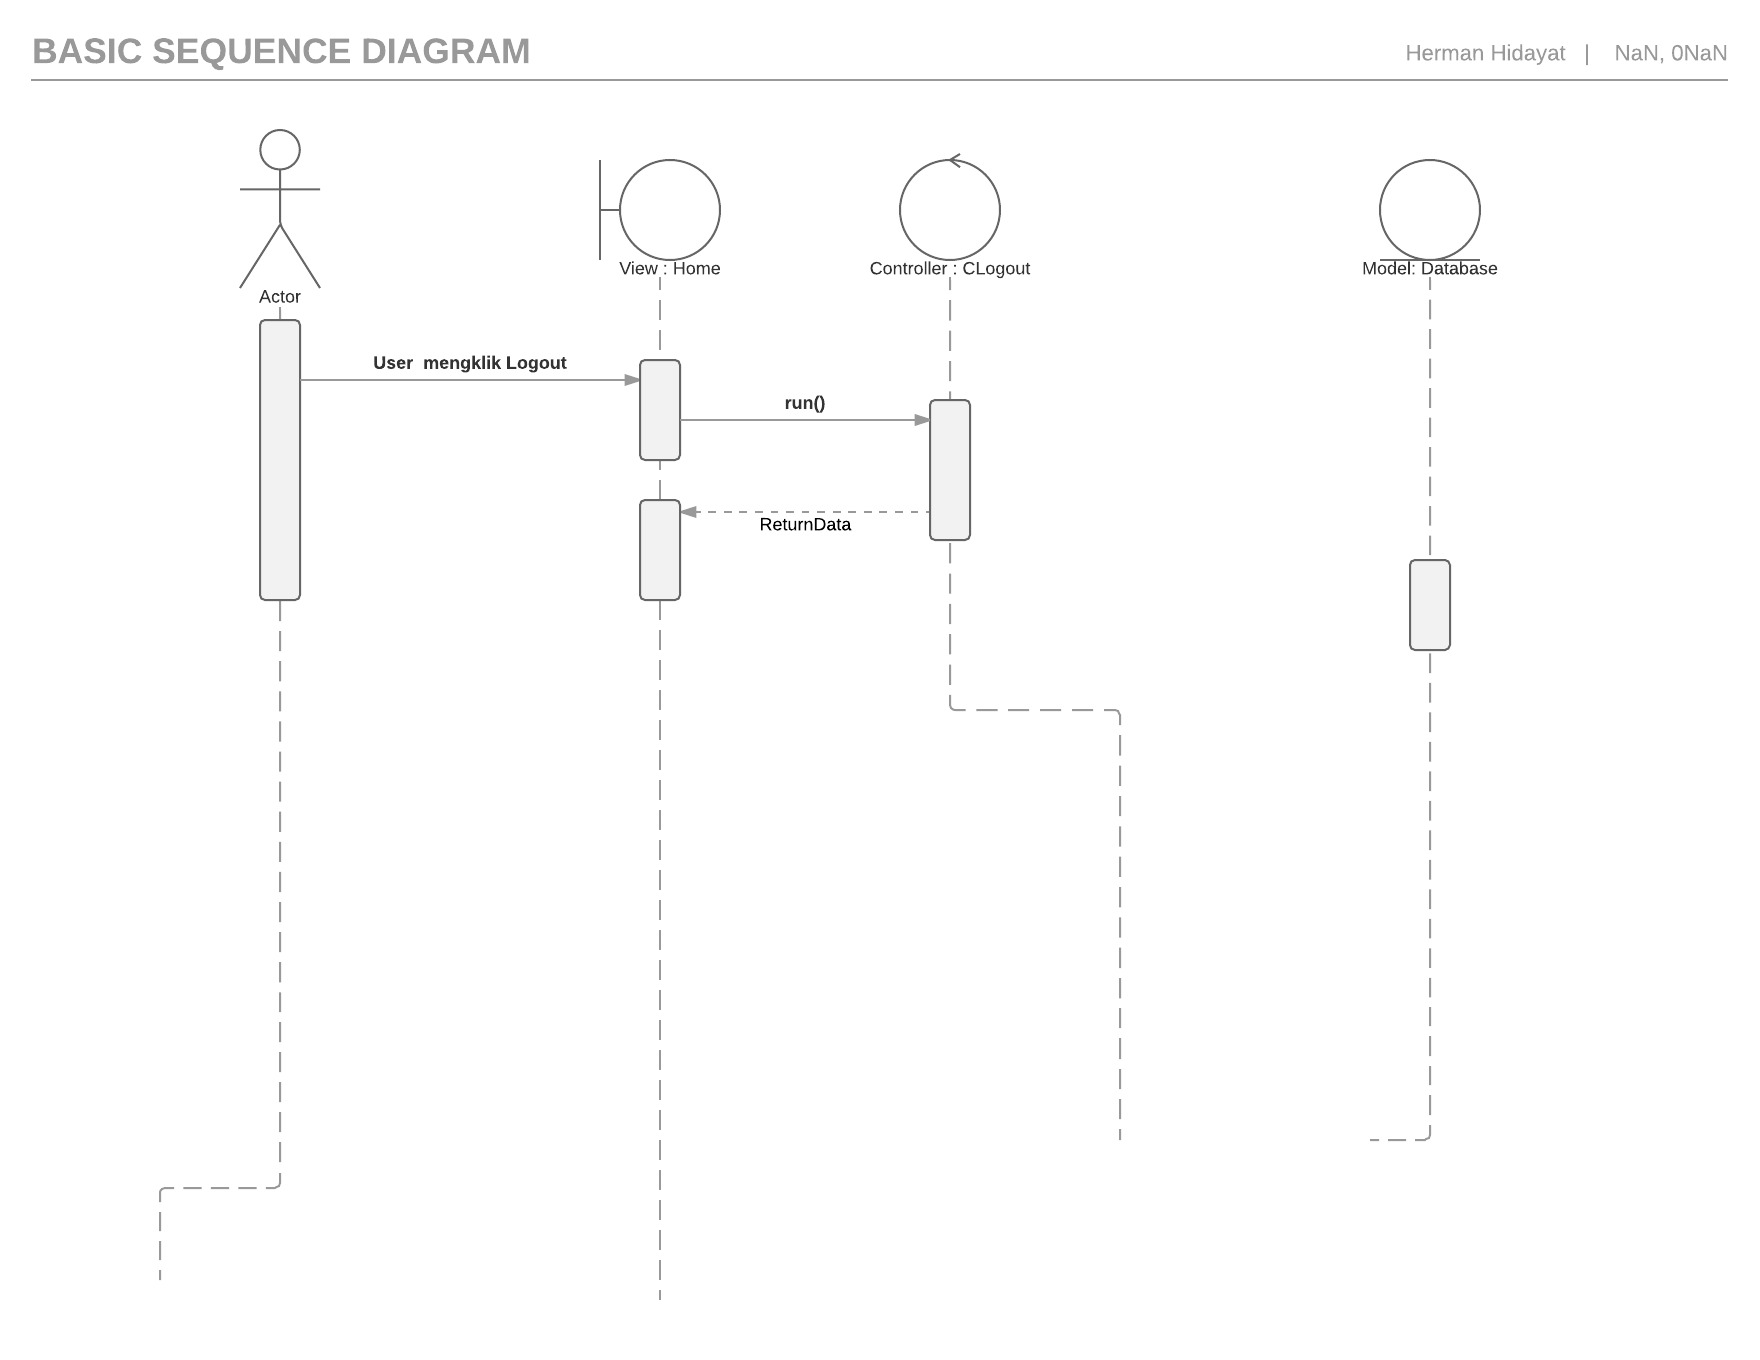 BASIC SEQUENCE DIAGRAM
Herman Hidayat | NaN, 0NaN
View : Home
Controller : CLogout
Model: Database
Actor
User  mengklik Logout
run()
ReturnData